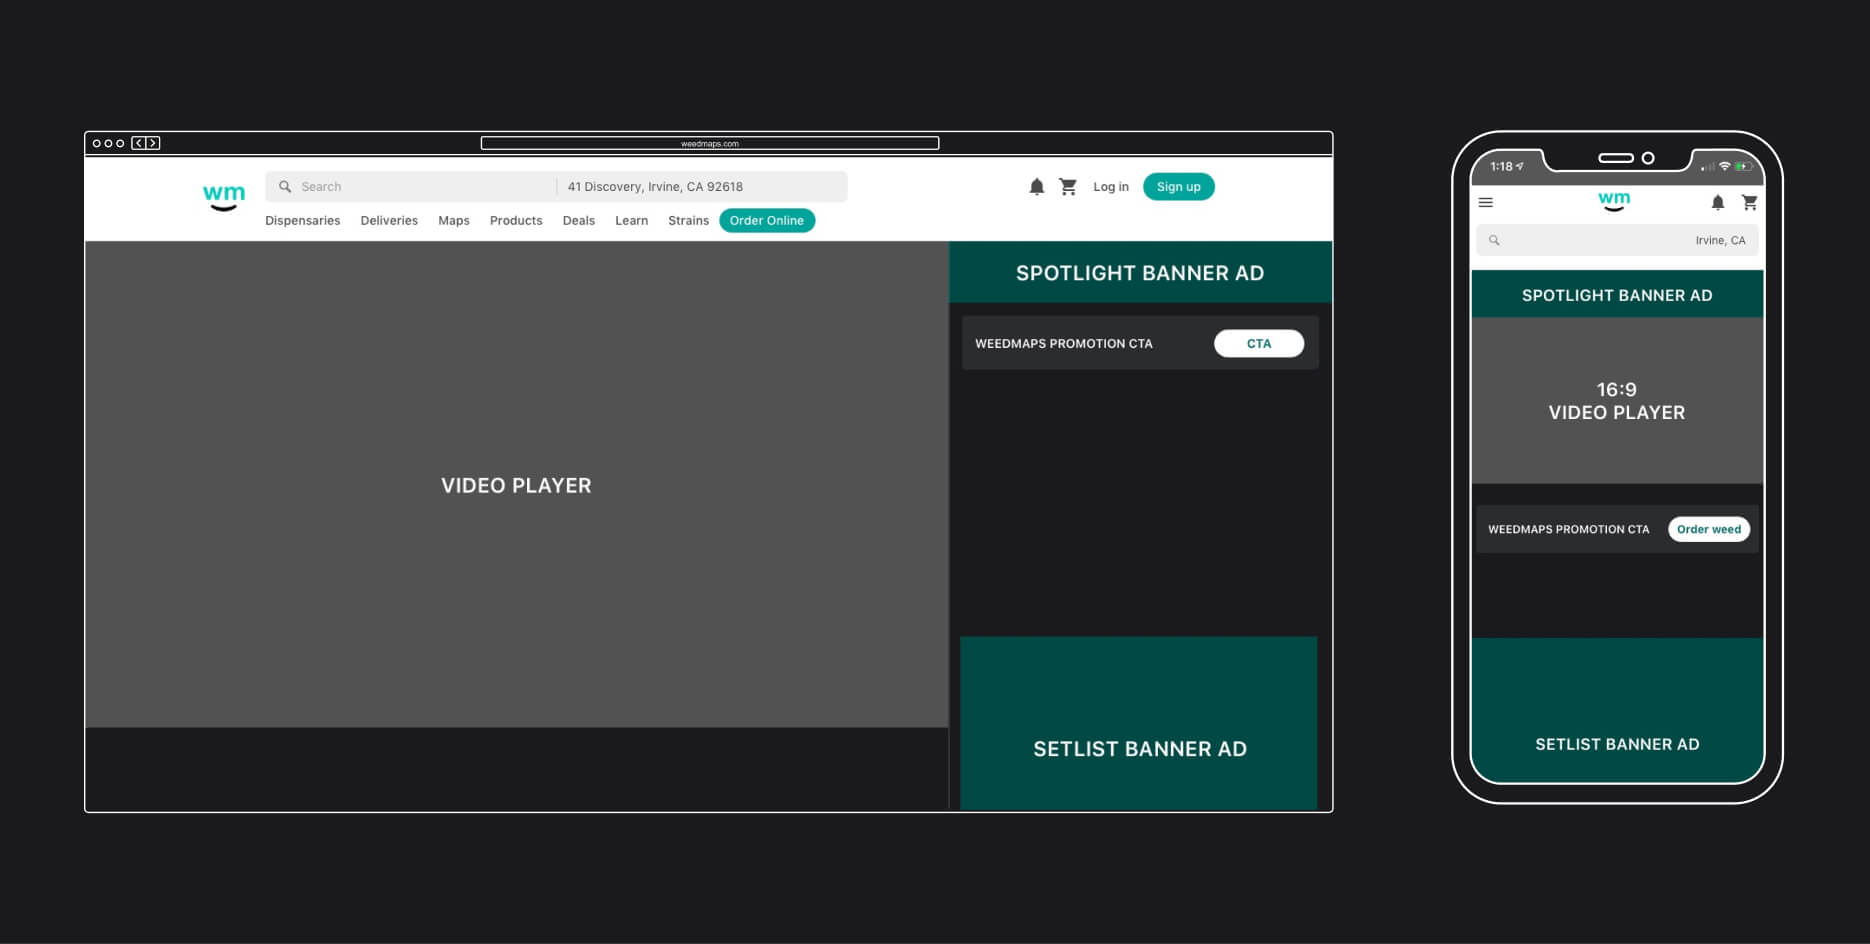 weedmaps.com
wm
Search
41 Discovery, Irvine, CA 92618
Log in
Sign up
Dispensaries
Deliveries
Maps
Products
Deals
Learn
Strains
Order Online
VIDEO PLAYER
SPOTLIGHT BANNER AD
WEEDMAPS PROMOTION CTA
CTA
SETLIST BANNER AD
1:18
wm
Irvine, CA
SPOTLIGHT BANNER AD
16:9
VIDEO PLAYER
WEEDMAPS PROMOTION CTA
Order weed
SETLIST BANNER AD